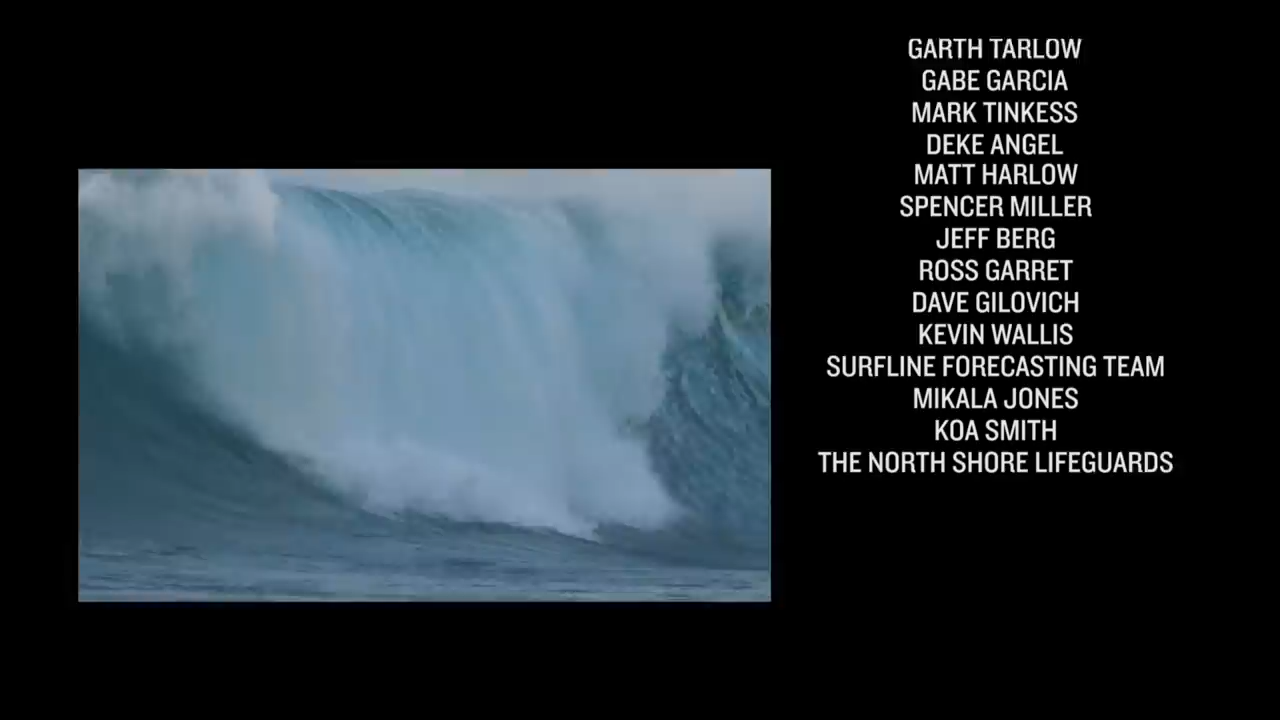 GARTH TARLOW
GABE GARCIA
MARK TINKESS
DEKE ANGEL
MATT HARLOW
SPENCER MILLER
JEFF BERG
ROSS GARRET
DAVE GILOVICH
KEVIN WALLIS
SURFLINE FORECASTING TEAM
MIKALA JONES
KOA SMITH
THE NORTH SHORE LIFEGUARDS